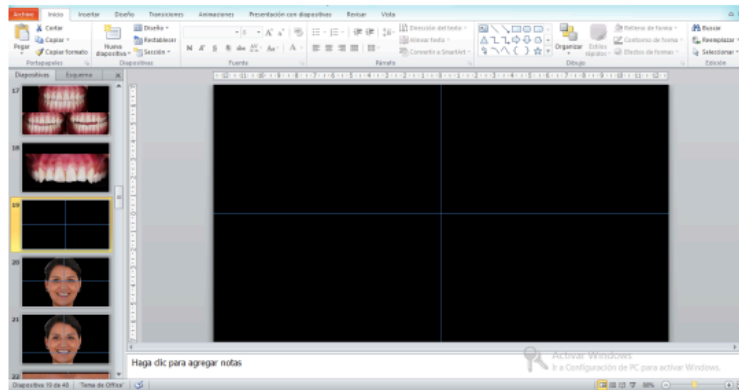 Archivo Inicio Insertar Diseño Transiciones Animaciones Presentación con diapositivas Revisar Vista
Pegar
Cortar
Copiar
Copiar formato
Portapapeles
Nueva diapositiva
Diseño
Restablecer
Sección
Diapositivas
N K S S abc AV Aa A
Fuente
Párrafo
Dirección del texto
Alinear texto
Convertir a SmartArt
Organizar
Estilos rápidos
Dibujo
Relleno de forma
Contorno de forma
Efectos de formas
Buscar
Reemplazar
Seleccionar
Edición
Diapositivas Esquema
17
18
19
20
21
22
Haga clic para agregar notas
Activar Windows
Ir a Configuración de PC para activar Windows.
Diapositiva 19 de 40 "Tema de Office"